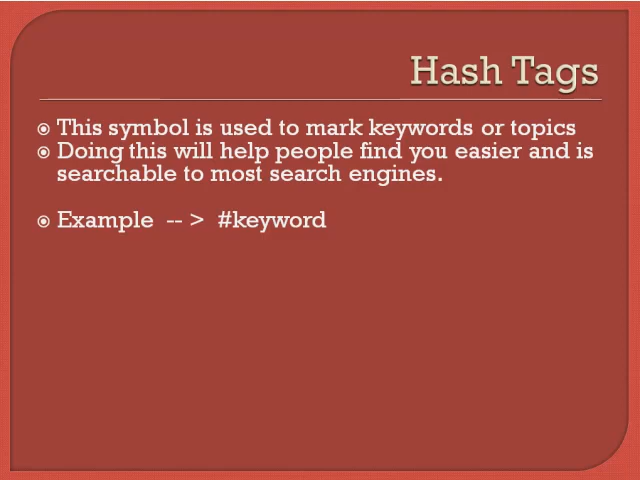 Hash Tags
⦿ This symbol is used to mark keywords or topics
⦿ Doing this will help people find you easier and is
searchable to most search engines.
⦿ Example -- > #keyword